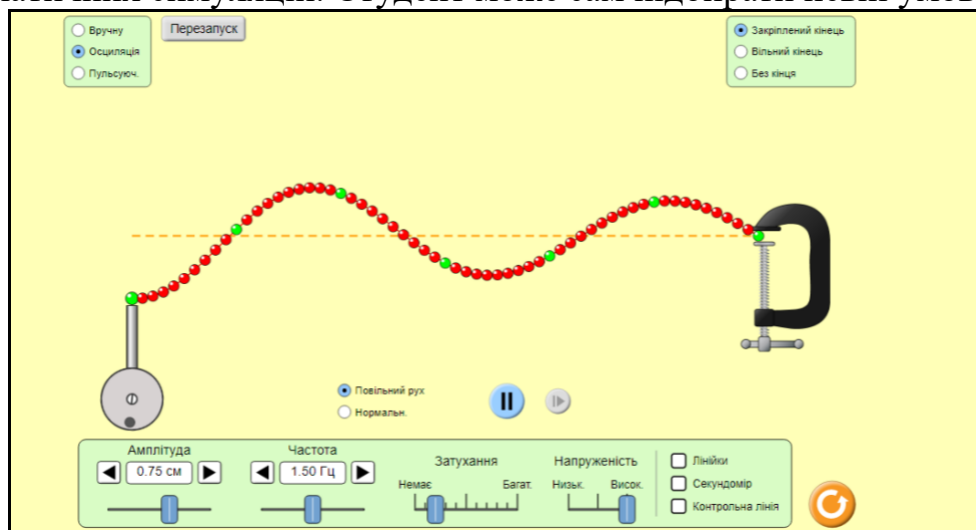 Вручну
Осциляція
Пульсуюч.
Перезапуск
Закріплений кінець
Вільний кінець
Без кінця
Повільний рух
Нормальн.
Амплітуда
0.75 см
Частота
1.50 Гц
Затухання
Немає Багат.
Напруженість
Низьк. Висок.
Лінійки
Секундомір
Контрольна лінія